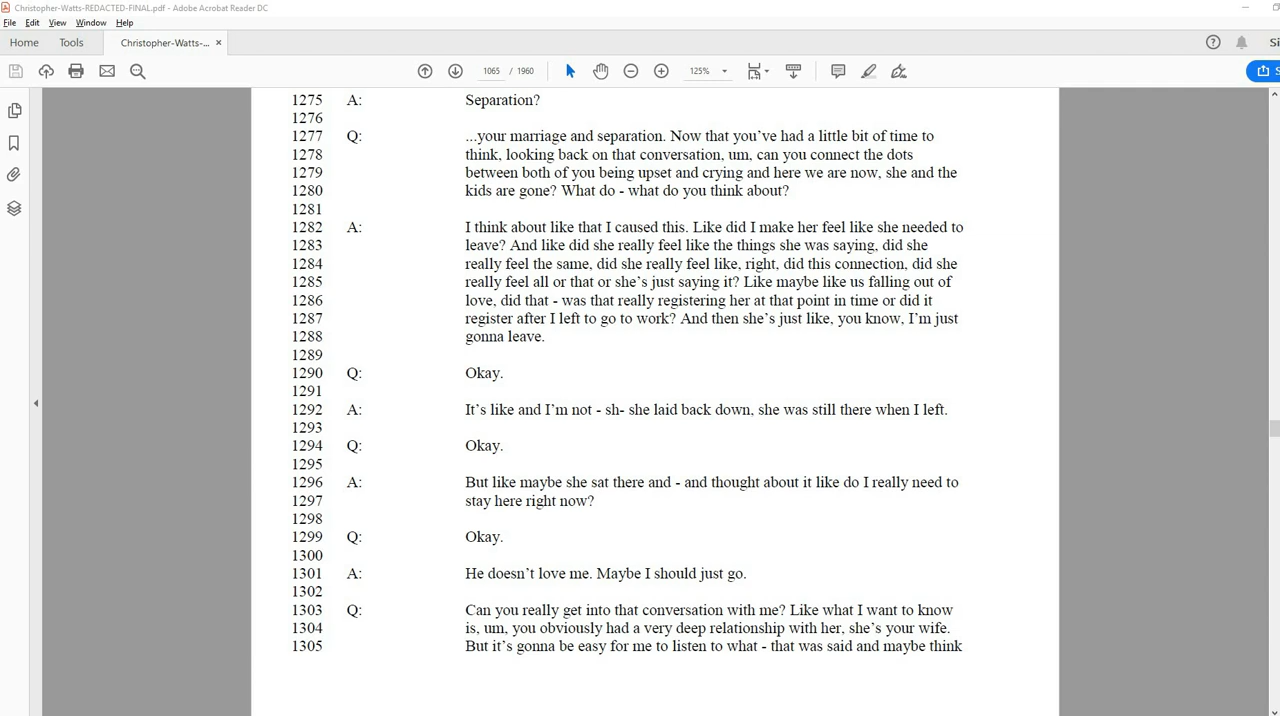 Christopher-Watts-REDACTED-FINAL.pdf - Adobe Acrobat Reader DC
File Edit View Window Help
Home Tools Christopher-Watts-... ×
1065 / 1960 125%
1275 A: Separation?
1276
1277 Q: ...your marriage and separation. Now that you've had a little bit of time to
1278 think, looking back on that conversation, um, can you connect the dots
1279 between both of you being upset and crying and here we are now, she and the
1280 kids are gone? What do - what do you think about?
1281
1282 A: I think about like that I caused this. Like did I make her feel like she needed to
1283 leave? And like did she really feel like the things she was saying, did she
1284 really feel the same, did she really feel like, right, did this connection, did she
1285 really feel all or that or she's just saying it? Like maybe like us falling out of
1286 love, did that - was that really registering her at that point in time or did it
1287 register after I left to go to work? And then she's just like, you know, I'm just
1288 gonna leave.
1289
1290 Q: Okay.
1291
1292 A: It's like and I'm not - sh- she laid back down, she was still there when I left.
1293
1294 Q: Okay.
1295
1296 A: But like maybe she sat there and - and thought about it like do I really need to
1297 stay here right now?
1298
1299 Q: Okay.
1300
1301 A: He doesn't love me. Maybe I should just go.
1302
1303 Q: Can you really get into that conversation with me? Like what I want to know
1304 is, um, you obviously had a very deep relationship with her, she's your wife.
1305 But it's gonna be easy for me to listen to what - that was said and maybe think